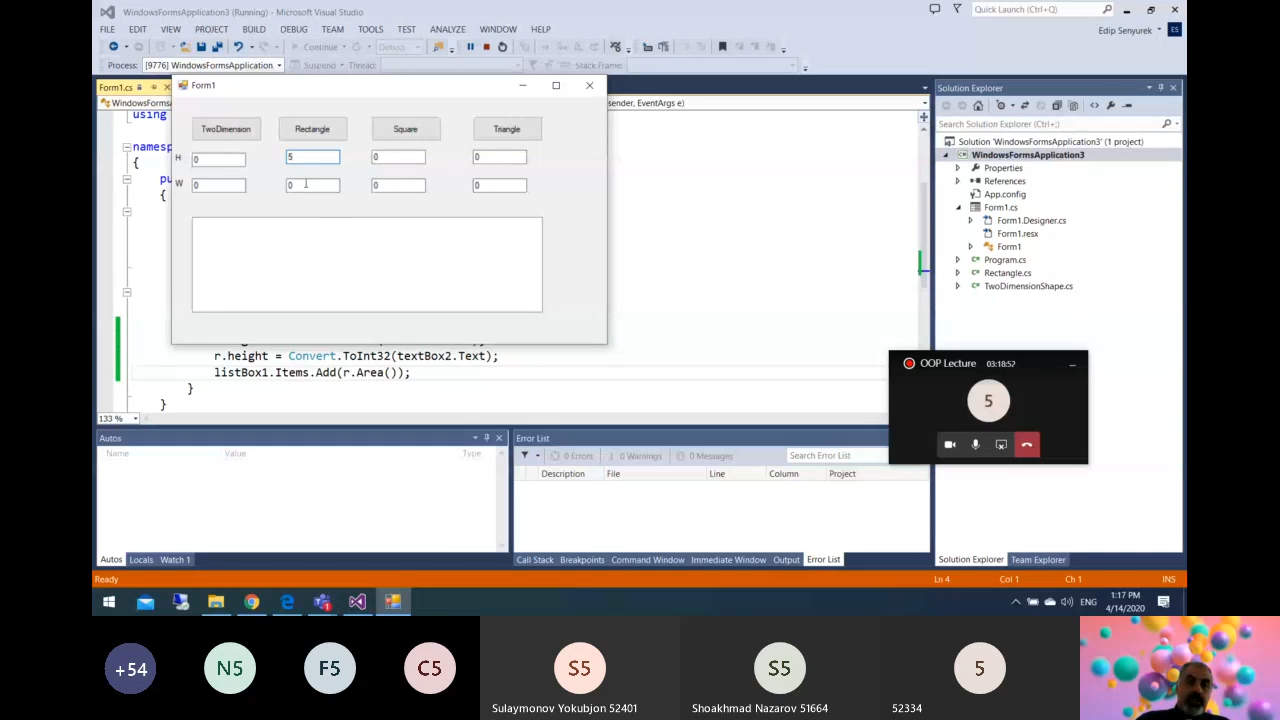 WindowsFormsApplication3 (Running) - Microsoft Visual Studio
Quick Launch (Ctrl+Q)
FILE EDIT VIEW PROJECT BUILD DEBUG TEAM TOOLS TEST ANALYZE WINDOW HELP
Edip Senyurek ES
Continue Debug
Process: [9776] WindowsFormsApplication. Suspend Thread: Stack Frame:
Form1.cs
Form1
WindowsFormsA
sender, EventArgs e)
using
namesp
{
pu
{
TwoDimension Rectangle Square Triangle
H 0 5 0 0
W 0 0 0 0
r.height = Convert.ToInt32(textBox2.Text);
listBox1.Items.Add(r.Area());
}
}
133 %
Solution Explorer
Search Solution Explorer (Ctrl+;)
Solution 'WindowsFormsApplication3' (1 project)
WindowsFormsApplication3
Properties
References
App.config
Form1.cs
Form1.Designer.cs
Form1.resx
Form1
Program.cs
Rectangle.cs
TwoDimensionShape.cs
OOP Lecture 03:18:52
5
Autos
Name Value Type
Autos Locals Watch 1
Error List
0 Errors 0 Warnings 0 Messages Search Error List
Description File Line Column Project
Call Stack Breakpoints Command Window Immediate Window Output Error List
Solution Explorer Team Explorer
Ready Ln 4 Col 1 Ch 1 INS
ENG 1:17 PM
4/14/2020
+54 N5 F5 C5 S5 S5 5
Sulaymonov Yokubjon 52401 Shoakhmad Nazarov 51664 52334